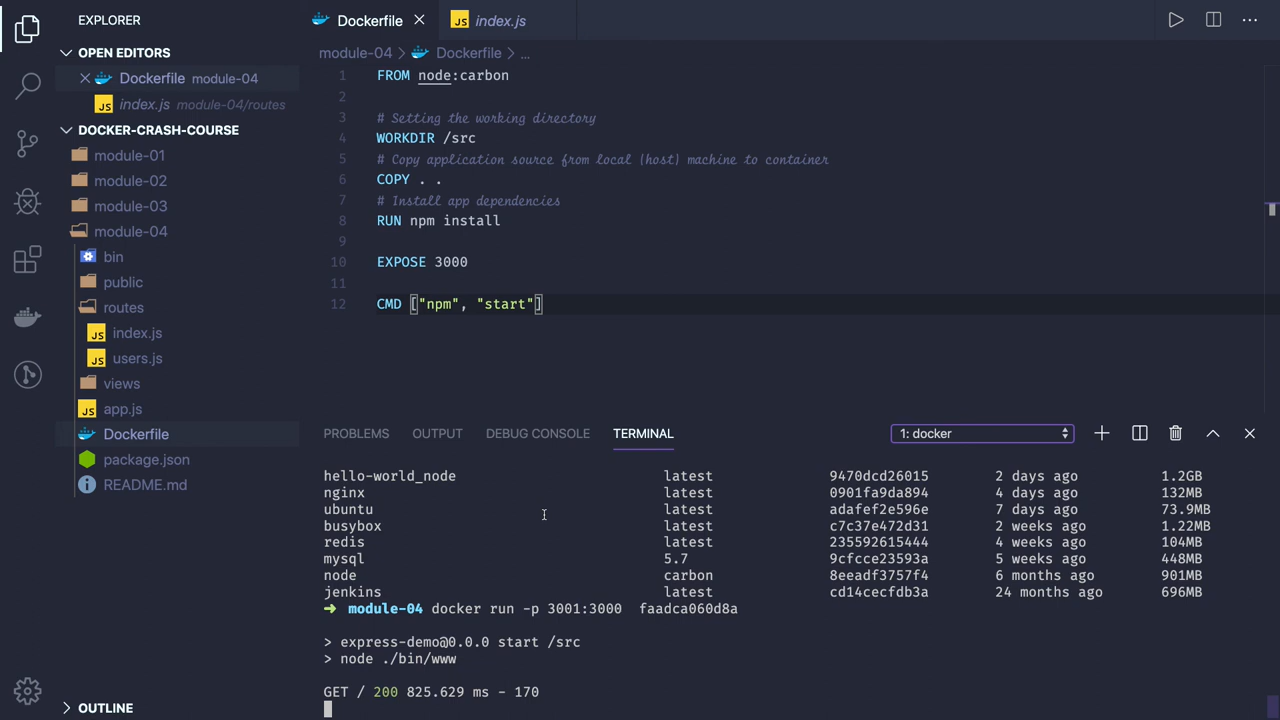 EXPLORER
OPEN EDITORS
Dockerfile module-04
JS index.js module-04/routes
DOCKER-CRASH-COURSE
module-01
module-02
module-03
module-04
bin
public
routes
JS index.js
JS users.js
views
JS app.js
Dockerfile
package.json
README.md
OUTLINE
Dockerfile
JS index.js
module-04 > Dockerfile > ...
1 FROM node:carbon
2
3 # Setting the working directory
4 WORKDIR /src
5 # Copy application source from local (host) machine to container
6 COPY . .
7 # Install app dependencies
8 RUN npm install
9
10 EXPOSE 3000
11
12 CMD ["npm", "start"]
PROBLEMS OUTPUT DEBUG CONSOLE TERMINAL 1: docker
hello-world_node latest 9470dcd26015 2 days ago 1.2GB
nginx latest 0901fa9da894 4 days ago 132MB
ubuntu latest adafef2e596e 7 days ago 73.9MB
busybox latest c7c37e472d31 2 weeks ago 1.22MB
redis latest 235592615444 4 weeks ago 104MB
mysql 5.7 9cfcce23593a 5 weeks ago 448MB
node carbon 8eeadf3757f4 6 months ago 901MB
jenkins latest cd14cecfdb3a 24 months ago 696MB
➜ module-04 docker run -p 3001:3000 faadca060d8a
> express-demo@0.0.0 start /src
> node ./bin/www
GET / 200 825.629 ms - 170